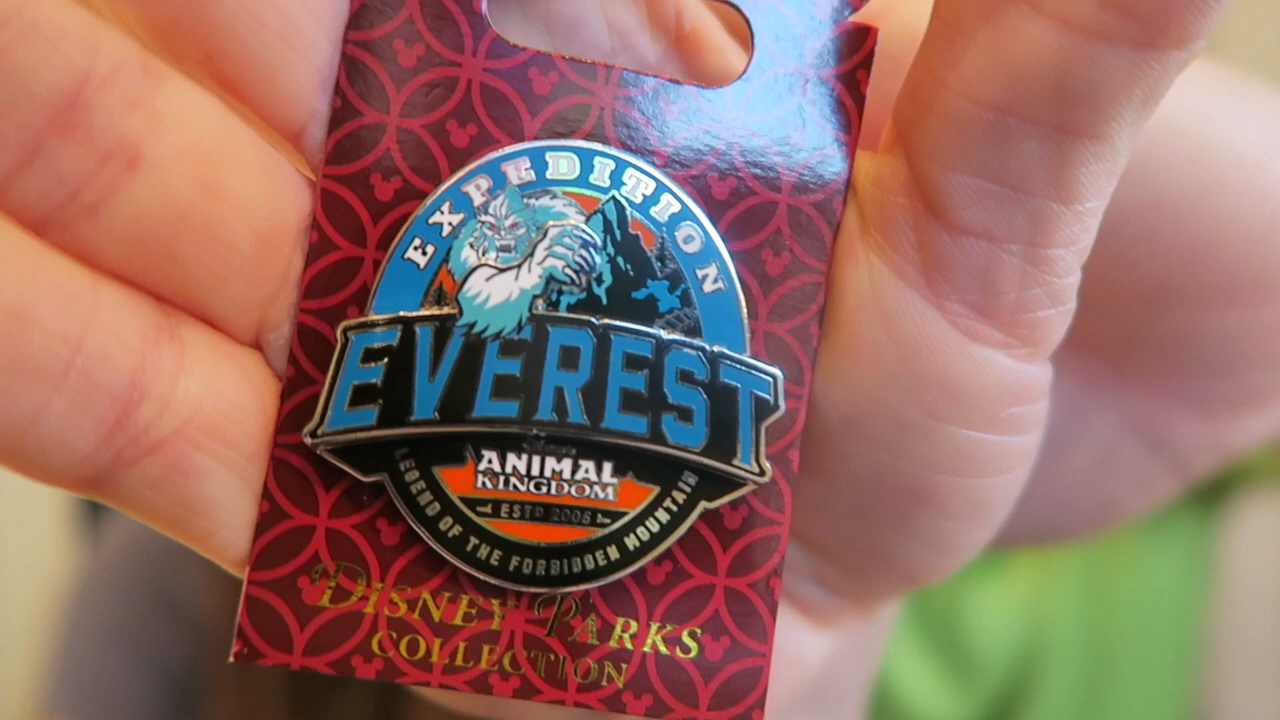 EXPEDITION
EVEREST
ANIMAL
KINGDOM
ESTD 2006
LEGEND OF THE FORBIDDEN MOUNTAIN
DISNEY PARKS
COLLECTION